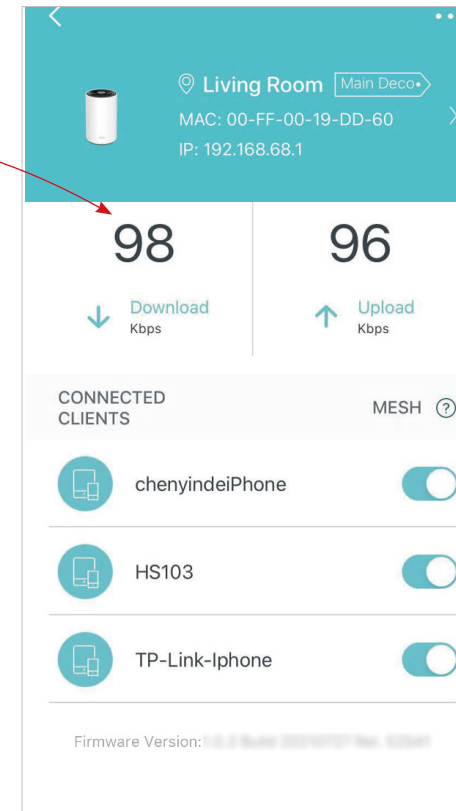 Living Room Main Deco
MAC: 00-FF-00-19-DD-60
IP: 192.168.68.1
98 96
Download Upload
Kbps Kbps
CONNECTED
CLIENTS
MESH ?
chenyindeiPhone
HS103
TP-Link-Iphone
Firmware Version: